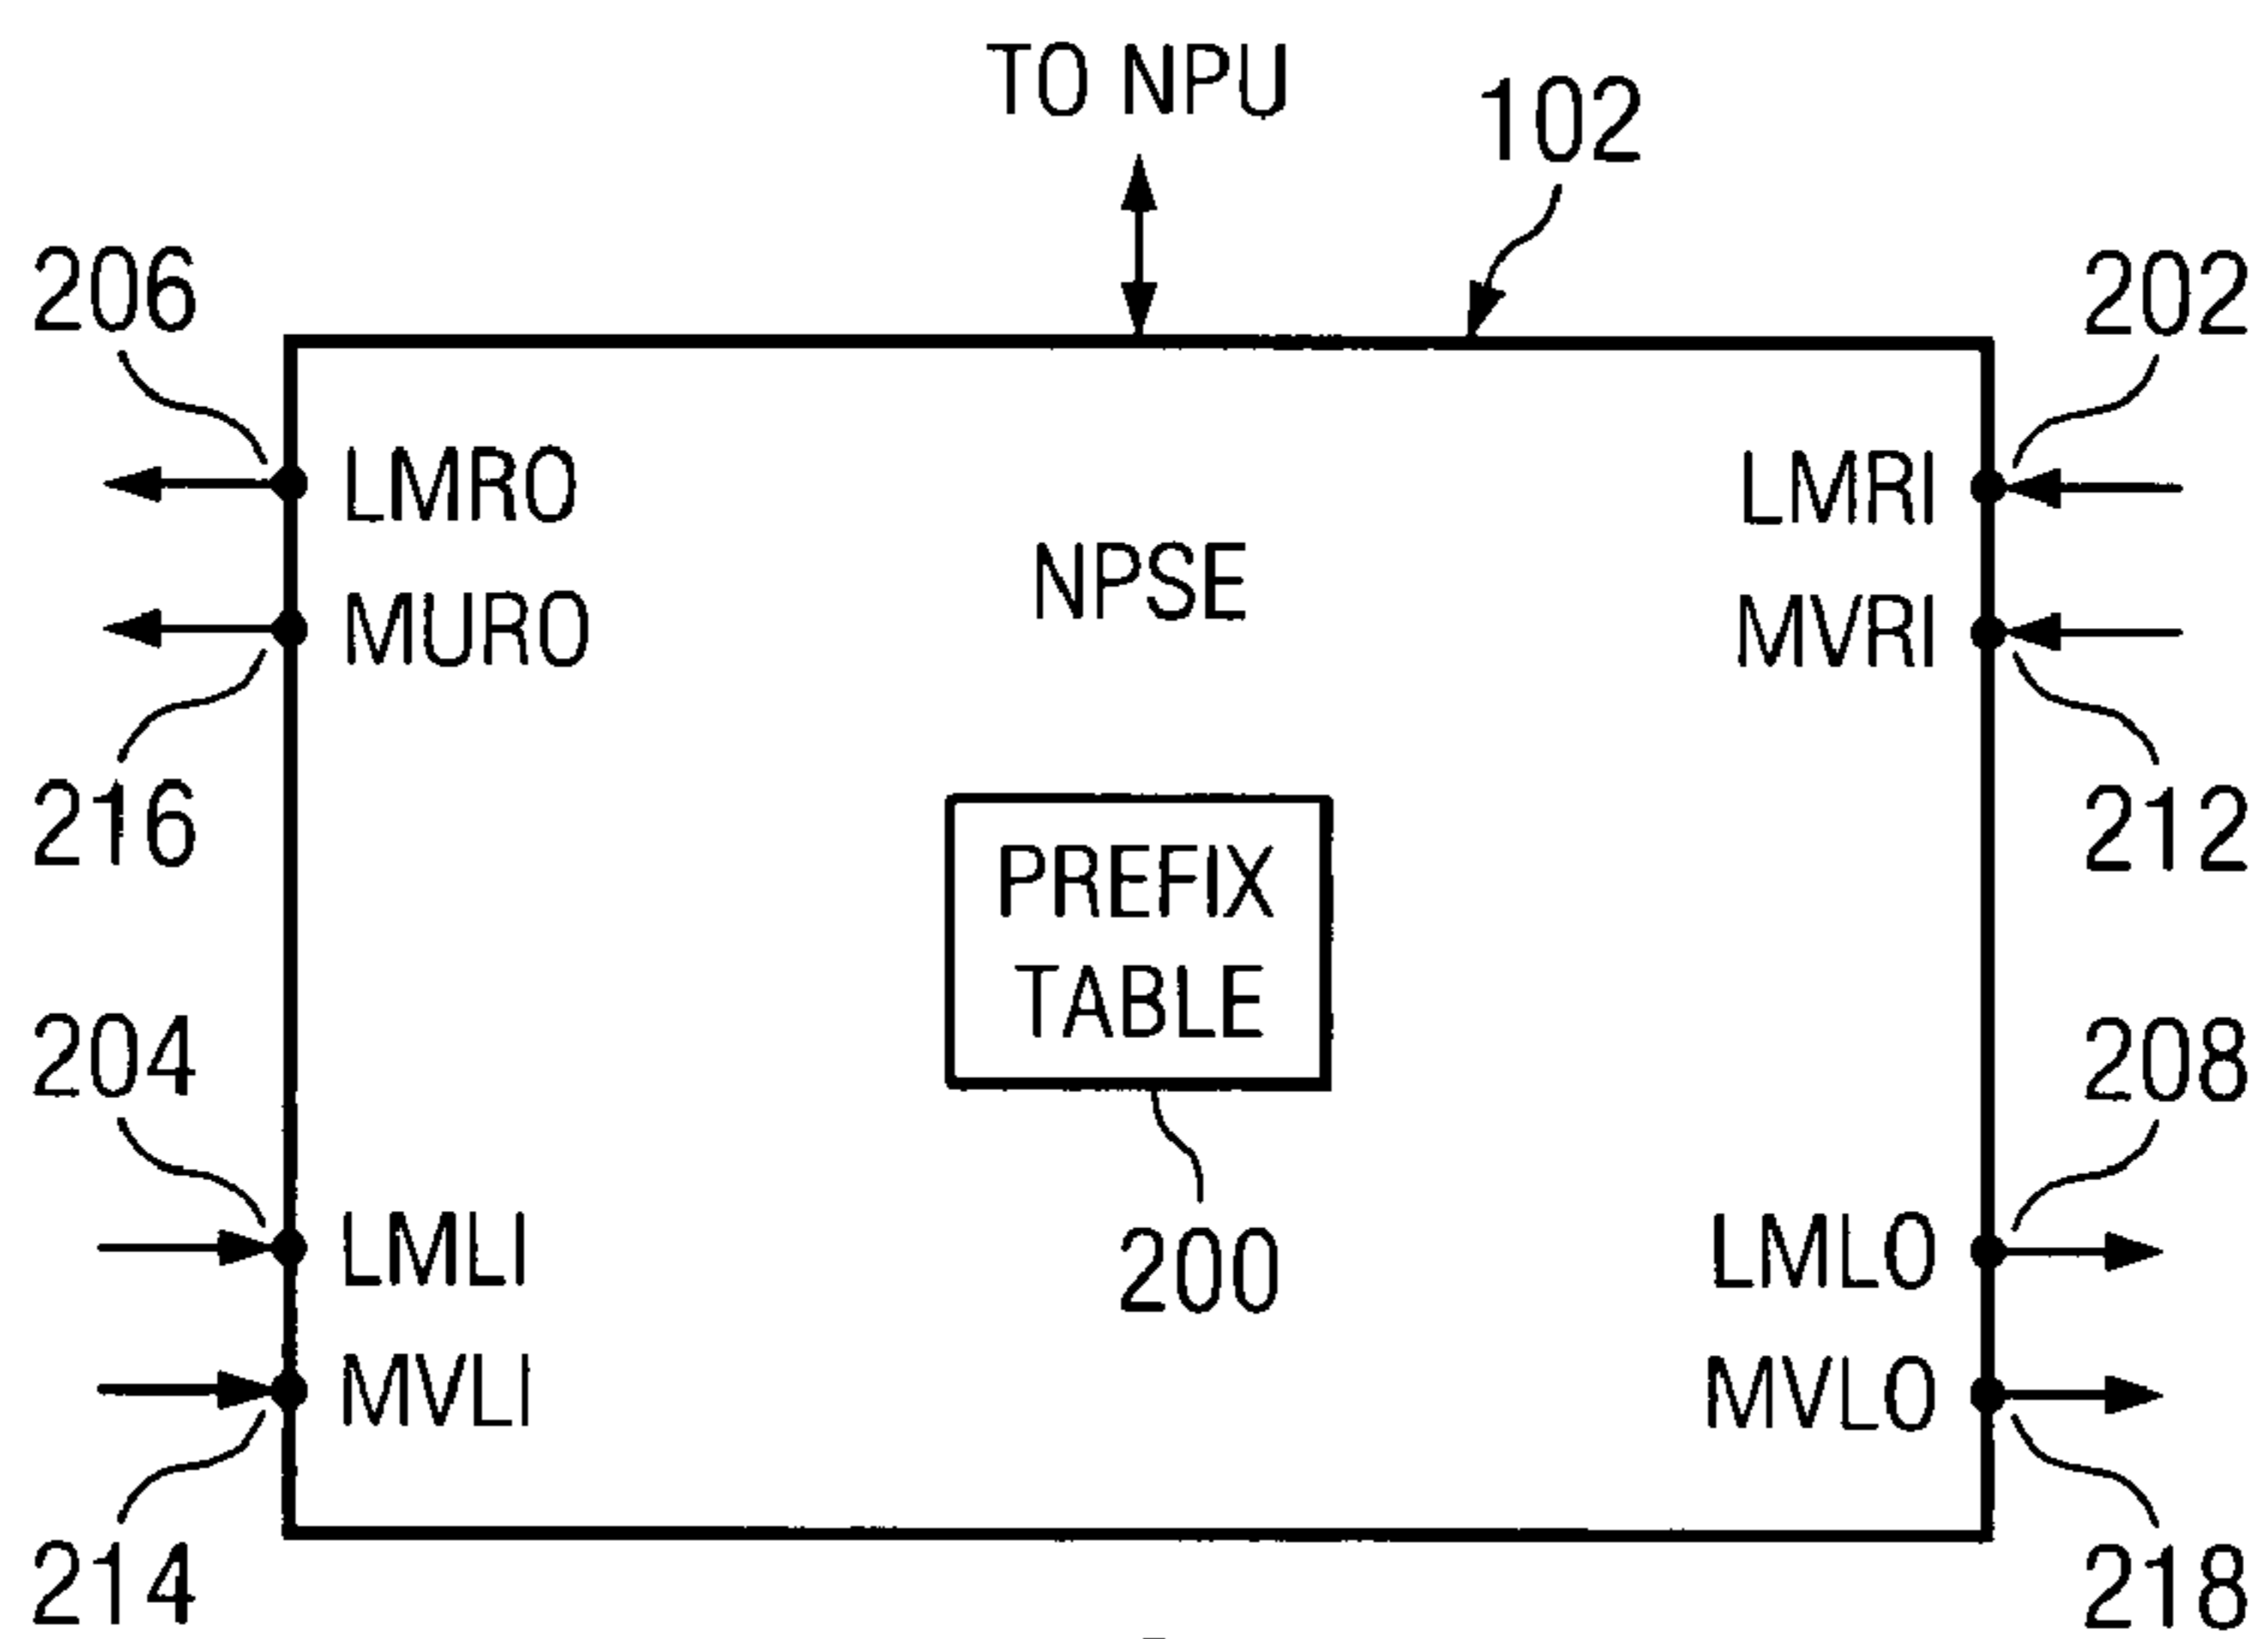 TO NPU
102
206
202
LMRO
LMRI
NPSE
MURO
MVRI
216
212
PREFIX
TABLE
204
208
LMLI
LMLO
200
MVLI
MVLO
214
218